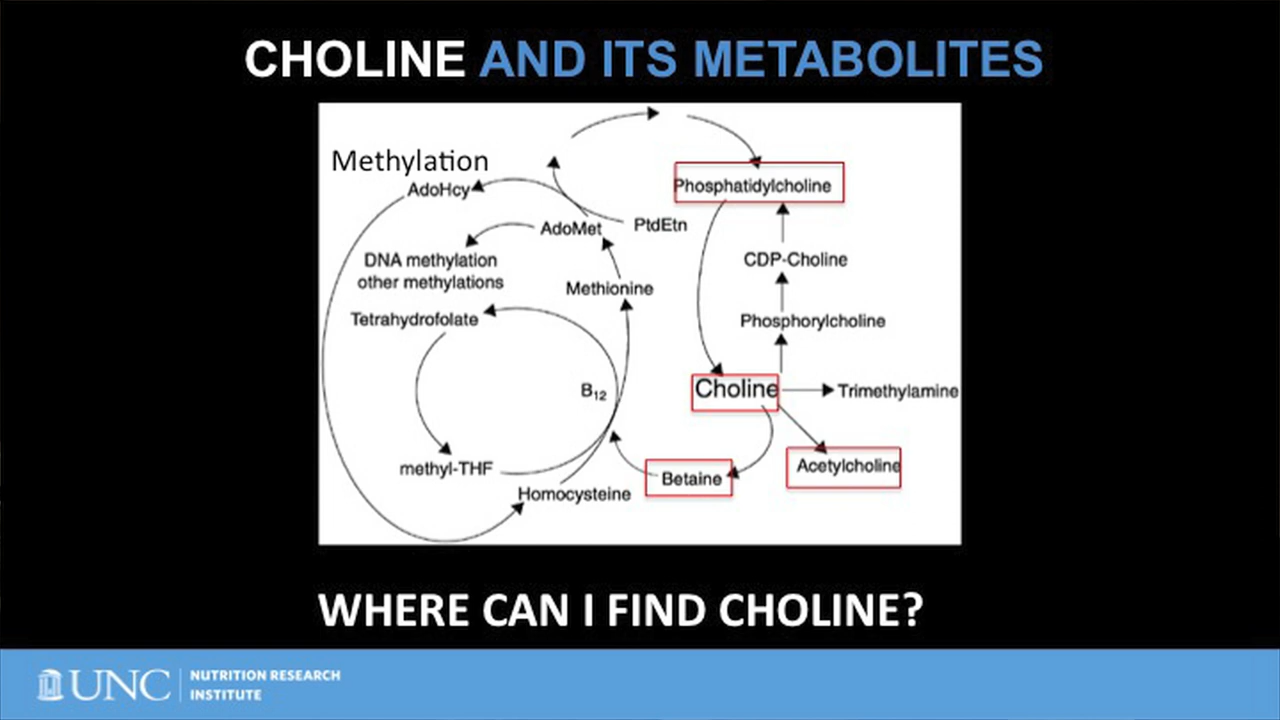 CHOLINE AND ITS METABOLITES
Methylation
AdoHcy
Phosphatidylcholine
AdoMet
PtdEtn
DNA methylation
other methylations
CDP-Choline
Methionine
Tetrahydrofolate
Phosphorylcholine
B12
Choline
Trimethylamine
methyl-THF
Betaine
Acetylcholine
Homocysteine
WHERE CAN I FIND CHOLINE?
UNC
NUTRITION RESEARCH
INSTITUTE